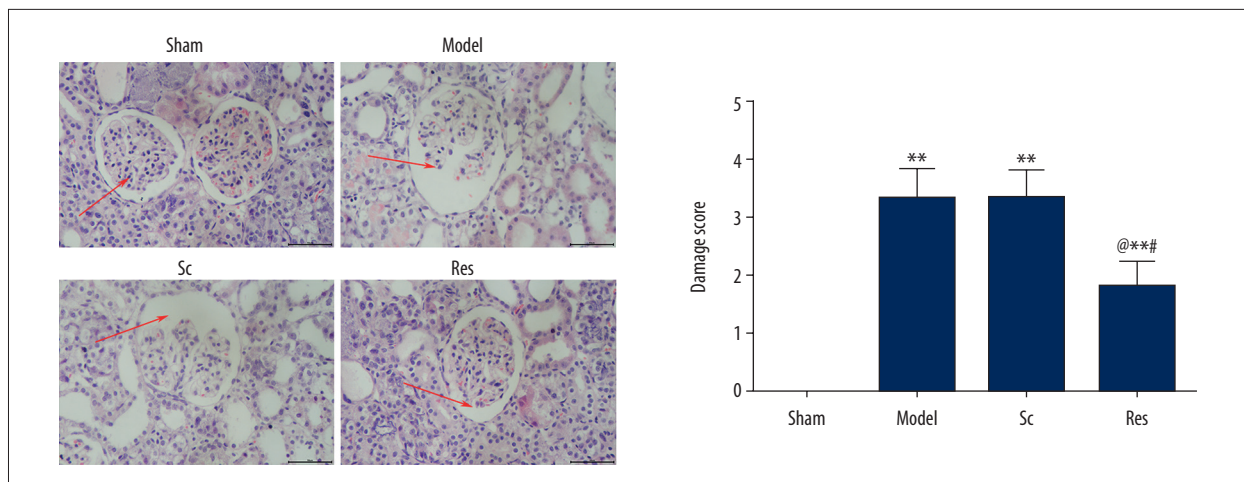 Sham
Model
Sc
Res
Damage score
5
4
3
2
1
0
**
**
@**#
Sham
Model
Sc
Res